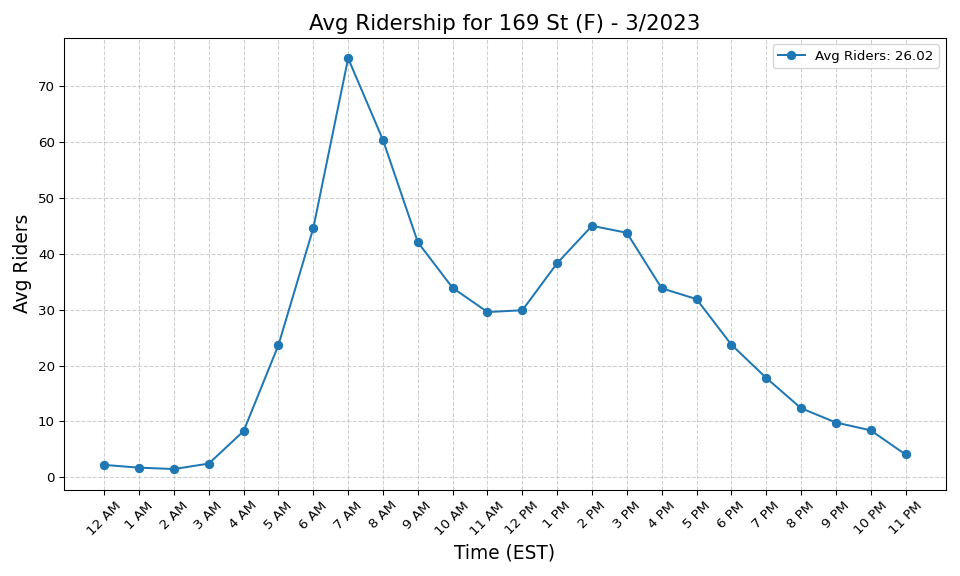 Avg Ridership for 169 St (F) - 3/2023
Avg Riders: 26.02
Avg Riders
70
60
50
40
30
20
10
0
12 AM
1 AM
2 AM
3 AM
4 AM
5 AM
6 AM
7 AM
8 AM
9 AM
10 AM
11 AM
12 PM
1 PM
2 PM
3 PM
4 PM
5 PM
6 PM
7 PM
8 PM
9 PM
10 PM
11 PM
Time (EST)